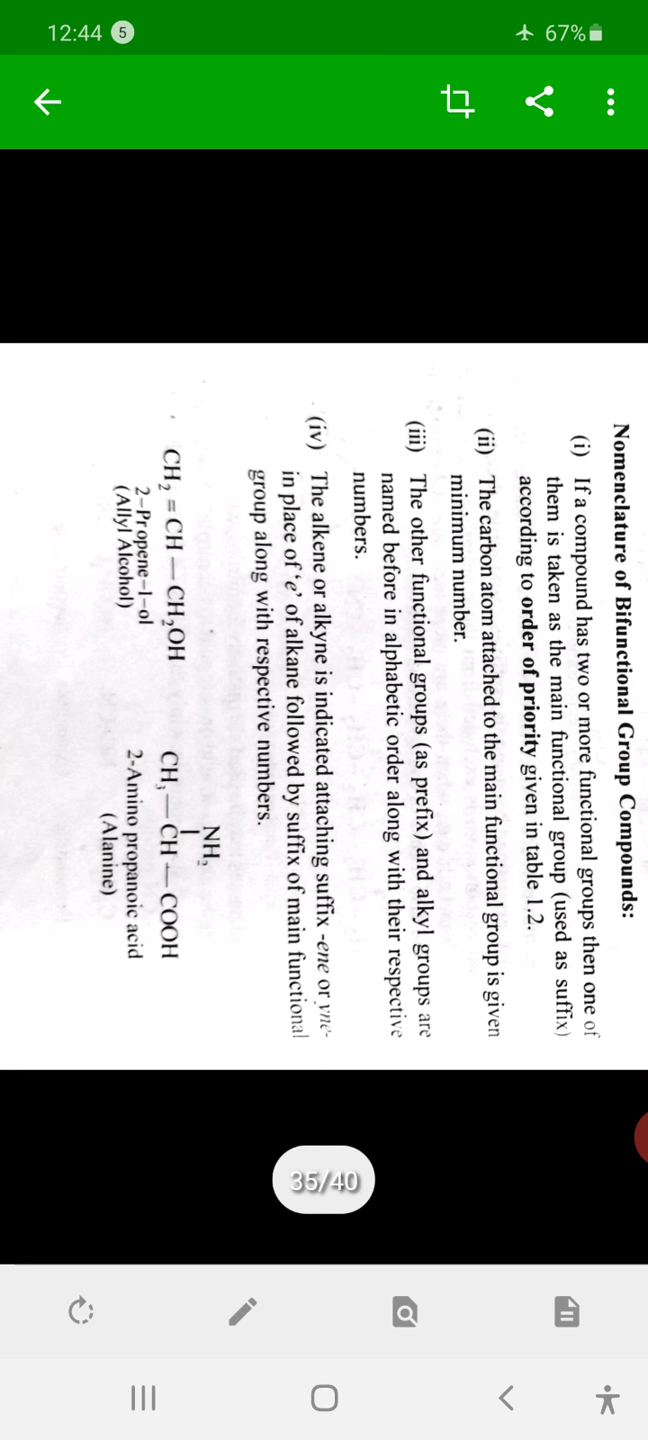 12:44 5 67%
Nomenclature of Bifunctional Group Compounds:
(i) If a compound has two or more functional groups then one of
them is taken as the main functional group (used as suffix)
according to order of priority given in table 1.2.
(ii) The carbon atom attached to the main functional group is given
minimum number.
(iii) The other functional groups (as prefix) and alkyl groups are
named before in alphabetic order along with their respective
numbers.
(iv) The alkene or alkyne is indicated attaching suffix -ene or yne-
in place of 'e' of alkane followed by suffix of main functional
group along with respective numbers.
NH₂
CH₂ = CH — CH₂OH CH₃ — CH — COOH
2-Propene-1-ol 2-Amino propanoic acid
(Allyl Alcohol) (Alanine)
35/40